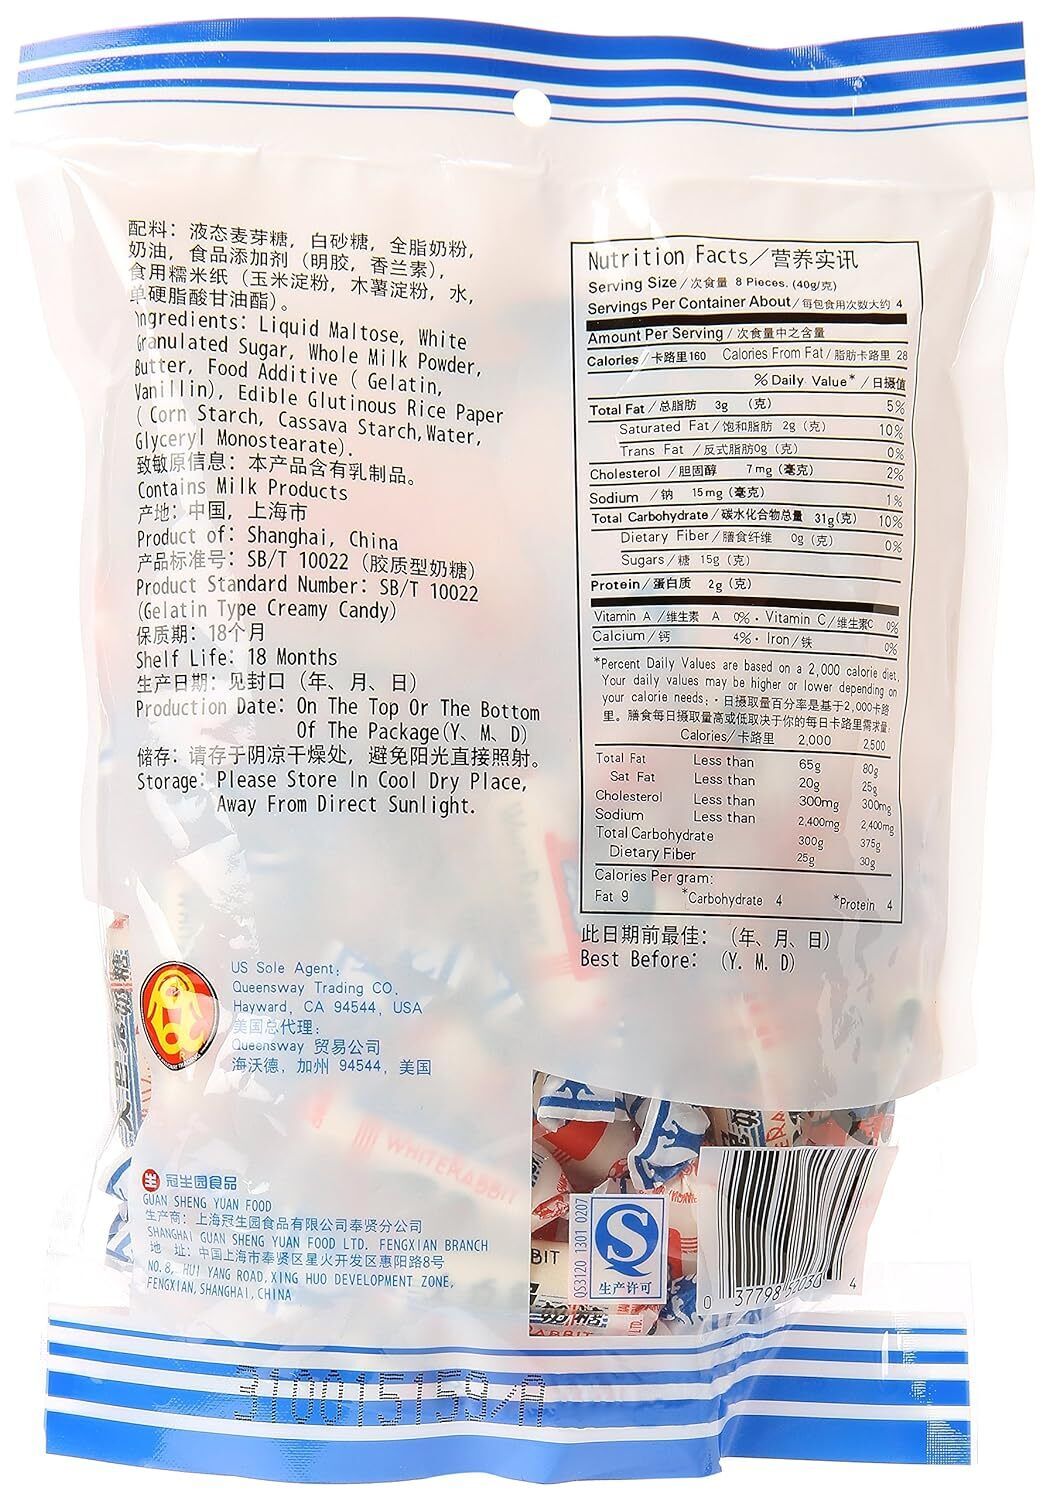 配料：液态麦芽糖，白砂糖，全脂奶粉，
奶油，食品添加剂（明胶，香兰素），
食用糯米纸（玉米淀粉，木薯淀粉，水，
单硬脂酸甘油酯）。
Ingredients: Liquid Maltose, White
Granulated Sugar, Whole Milk Powder,
Butter, Food Additive ( Gelatin,
Vanillin), Edible Glutinous Rice Paper
( Corn Starch, Cassava Starch, Water,
Glyceryl Monostearate).
致敏原信息：本产品含有乳制品。
Contains Milk Products
产地：中国，上海市
Product of: Shanghai, China
产品标准号：SB/T 10022（胶质型奶糖）
Product Standard Number: SB/T 10022
(Gelatin Type Creamy Candy)
保质期：18个月
Shelf Life: 18 Months
生产日期：见封口（年、月、日）
Production Date: On The Top Or The Bottom
Of The Package(Y、M、D)
储存：请存于阴凉干燥处，避免阳光直接照射。
Storage: Please Store In Cool Dry Place,
Away From Direct Sunlight.
Nutrition Facts／营养实讯
Serving Size／次食量 8 Pieces. (40g/克)
Servings Per Container About／每包食用次数大约 4
Amount Per Serving／次食量中之含量
Calories／卡路里160 Calories From Fat／脂肪卡路里 28
% Daily Value*／日摄值
Total Fat／总脂肪 3g （克） 5%
Saturated Fat／饱和脂肪 2g（克） 10%
Trans Fat／反式脂肪0g（克） 0%
Cholesterol／胆固醇 7mg（毫克） 2%
Sodium ／钠 15mg（毫克） 1%
Total Carbohydrate／碳水化合物总量 31g(克) 10%
Dietary Fiber／膳食纤维 0g（克） 0%
Sugars／糖 15g（克）
Protein／蛋白质 2g（克）
Vitamin A ／维生素 A 0%・Vitamin C／维生素C 0%
Calcium／钙 4%・Iron／铁 0%
*Percent Daily Values are based on a 2,000 calorie diet.
Your daily values may be higher or lower depending on
your calorie needs:・日摄取量百分率是基于2,000卡路
里。膳食每日摄取量高或低取决于你的每日卡路里需求量:
Calories／卡路里 2,000 2,500
Total Fat Less than 65g 80g
Sat Fat Less than 20g 25g
Cholesterol Less than 300mg 300mg
Sodium Less than 2,400mg 2,400mg
Total Carbohydrate 300g 375g
Dietary Fiber 25g 30g
Calories Per gram:
Fat 9 *Carbohydrate 4 *Protein 4
此日期前最佳：（年、月、日）
Best Before: (Y. M. D)
US Sole Agent:
Queensway Trading CO.
Hayward, CA 94544, USA
美国总代理：
Queensway 贸易公司
海沃德，加州 94544，美国
WHITE RABBIT
冠生园食品
GUAN SHENG YUAN FOOD
生产商：上海冠生园食品有限公司奉贤分公司
SHANGHAI GUAN SHENG YUAN FOOD LTD. FENGXIAN BRANCH
地 址：中国上海市奉贤区星火开发区惠阳路8号
NO.8, HUI YANG ROAD,XING HUO DEVELOPMENT ZONE,
FENGXIAN,SHANGHAI,CHINA
QS3120 1301 0207
生产许可
0 37798 52030 4
310015159/A